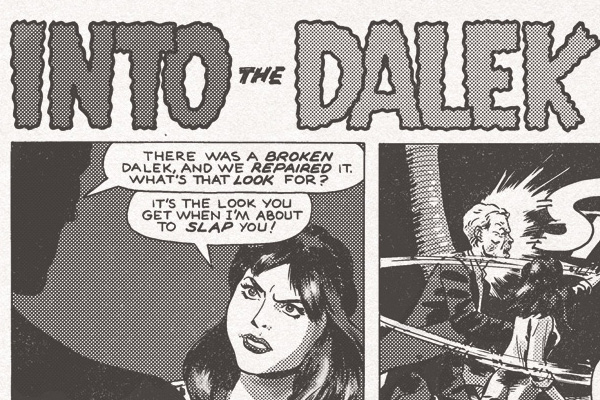 INTO THE DALEK
THERE WAS A BROKEN
DALEK, AND WE REPAIRED IT.
WHAT'S THAT LOOK FOR?
IT'S THE LOOK YOU
GET WHEN I'M ABOUT
TO SLAP YOU!